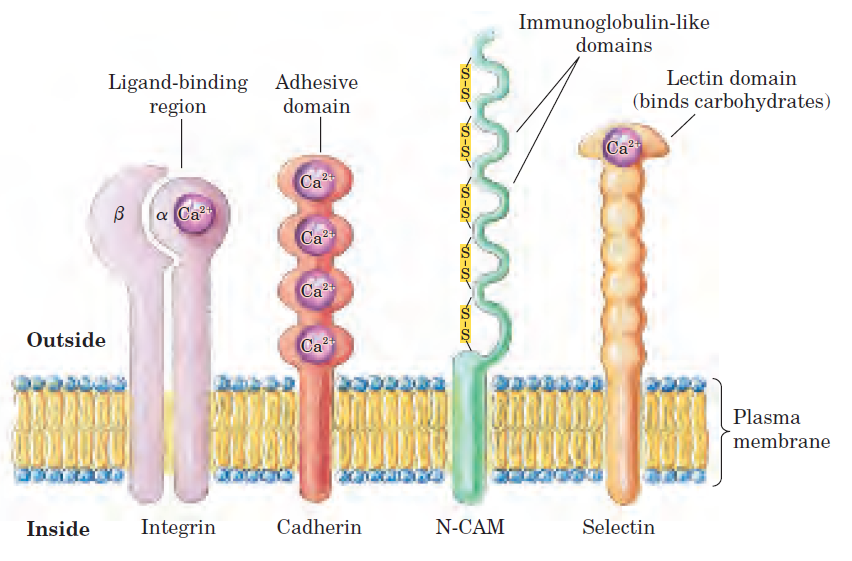 Immunoglobulin-like
domains
Ligand-binding
region
Adhesive
domain
Lectin domain
(binds carbohydrates)
S-S
S-S
S-S
S-S
S-S
β
α
Ca²⁺
Ca²⁺
Ca²⁺
Ca²⁺
Ca²⁺
Ca²⁺
Outside
Plasma
membrane
Inside
Integrin
Cadherin
N-CAM
Selectin